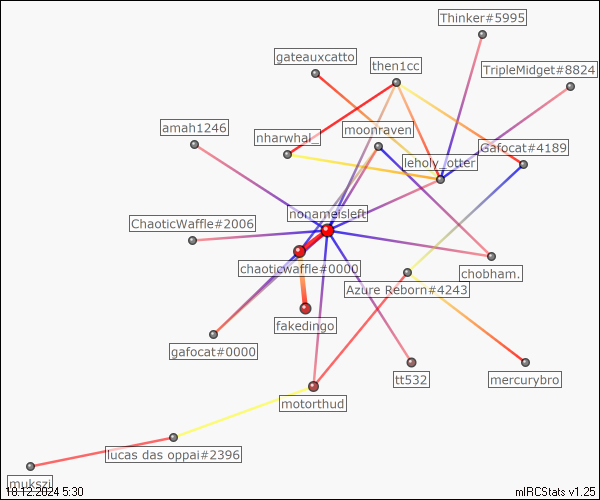 Thinker#5995
gateauxcatto
then1cc
TripleMidget#8824
amah1246
moonraven
nharwhal_
Gafocat#4189
leholy_otter
nonameisleft
ChaoticWaffle#2006
chaoticwaffle#0000
chobham.
Azure Reborn#4243
fakedingo
gafocat#0000
tt532
mercurybro
motorthud
lucas das oppai#2396
mukszi
10.12.2024 5:30
mIRCStats v1.25